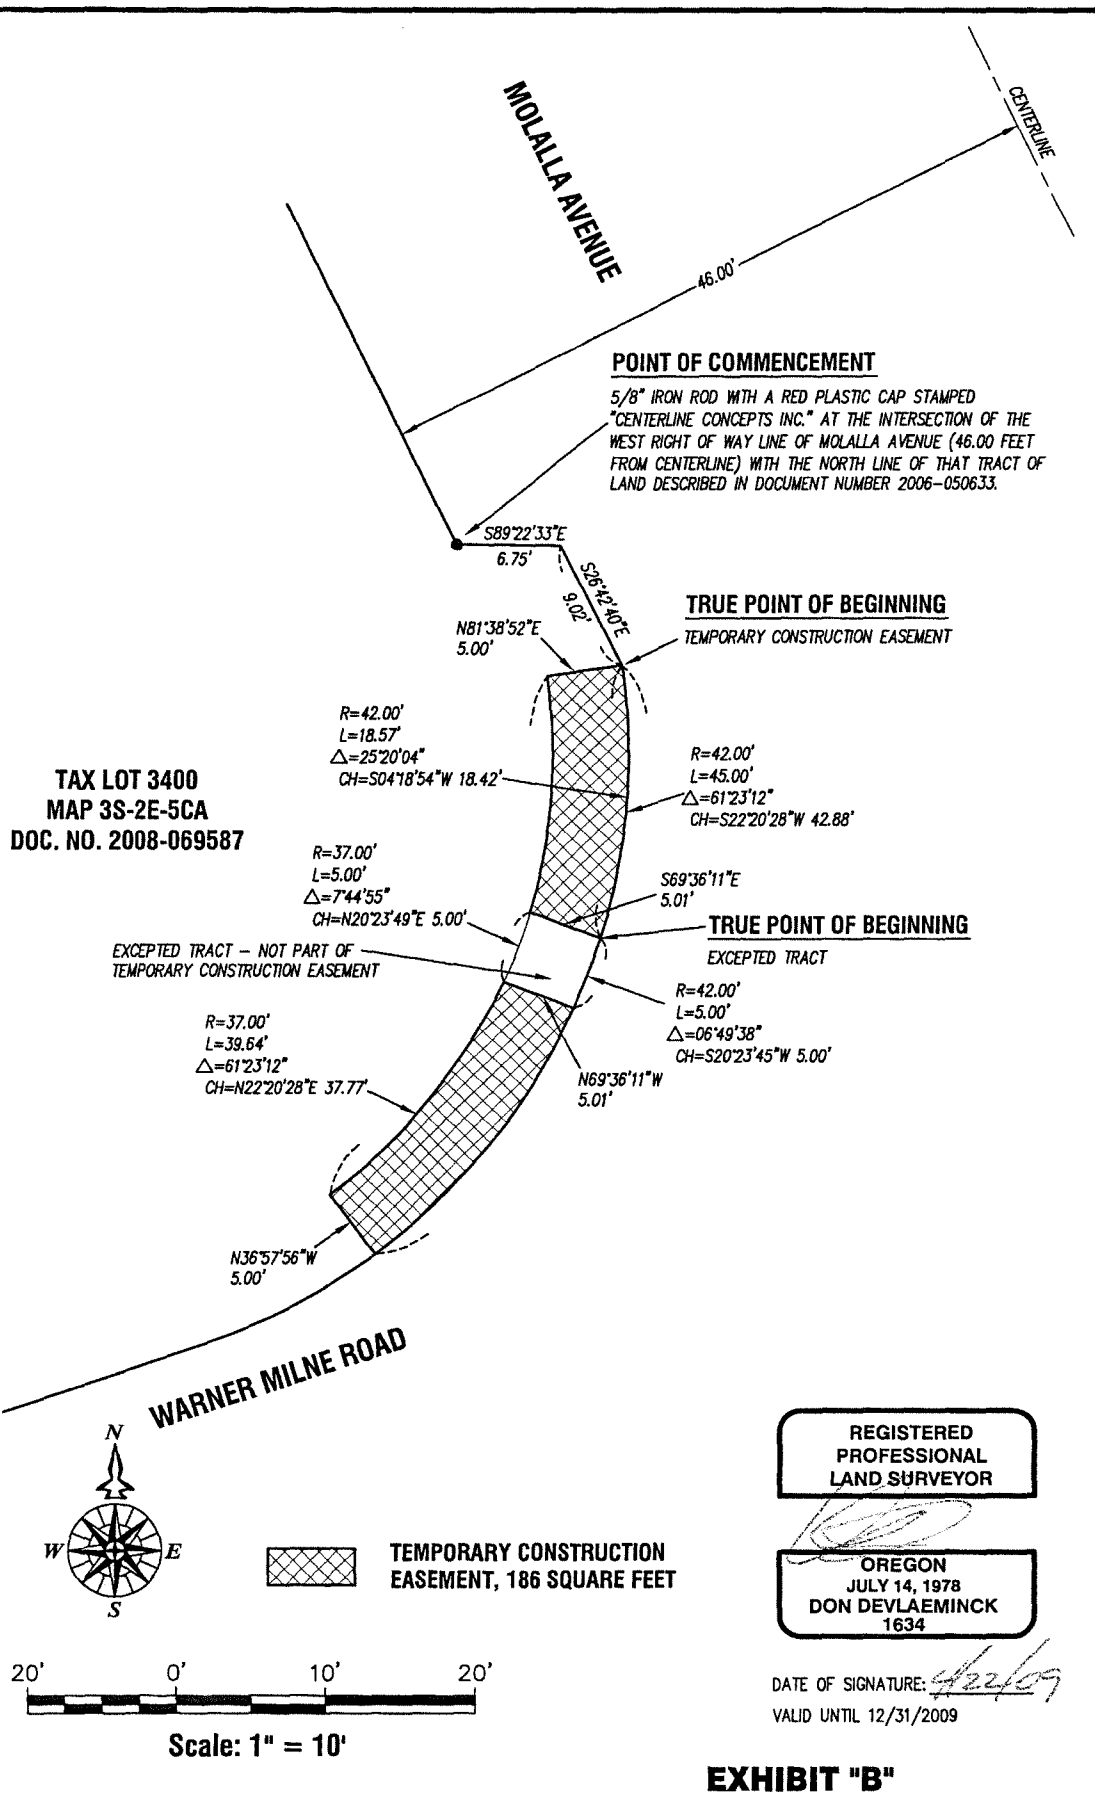 CENTERLINE
MOLALLA AVENUE
46.00'
POINT OF COMMENCEMENT
5/8" IRON ROD WITH A RED PLASTIC CAP STAMPED
"CENTERLINE CONCEPTS INC." AT THE INTERSECTION OF THE
WEST RIGHT OF WAY LINE OF MOLALLA AVENUE (46.00 FEET
FROM CENTERLINE) WITH THE NORTH LINE OF THAT TRACT OF
LAND DESCRIBED IN DOCUMENT NUMBER 2006-050633.
S89°22'33"E
6.75'
S26°42'40"E
9.02'
TRUE POINT OF BEGINNING
TEMPORARY CONSTRUCTION EASEMENT
N81°38'52"E
5.00'
R=42.00'
L=18.57'
△=25°20'04"
CH=S04°18'54"W 18.42'
R=42.00'
L=45.00'
△=61°23'12"
CH=S22°20'28"W 42.88'
TAX LOT 3400
MAP 3S-2E-5CA
DOC. NO. 2008-069587
R=37.00'
L=5.00'
△=7°44'55"
CH=N20°23'49"E 5.00'
S69°36'11"E
5.01'
TRUE POINT OF BEGINNING
EXCEPTED TRACT
EXCEPTED TRACT – NOT PART OF
TEMPORARY CONSTRUCTION EASEMENT
R=42.00'
L=5.00'
△=06°49'38"
CH=S20°23'45"W 5.00'
R=37.00'
L=39.64'
△=61°23'12"
CH=N22°20'28"E 37.77'
N69°36'11"W
5.01'
N36°57'56"W
5.00'
WARNER MILNE ROAD
N
W E
S
TEMPORARY CONSTRUCTION
EASEMENT, 186 SQUARE FEET
20' 0' 10' 20'
Scale: 1" = 10'
REGISTERED
PROFESSIONAL
LAND SURVEYOR
OREGON
JULY 14, 1978
DON DEVLAEMINCK
1634
DATE OF SIGNATURE: 4/22/09
VALID UNTIL 12/31/2009
EXHIBIT "B"